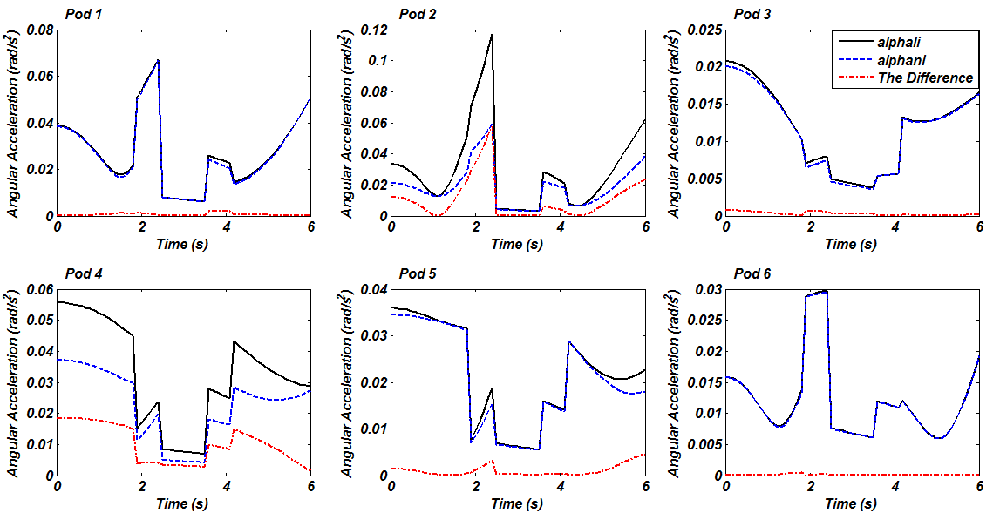 Pod 1
Angular Acceleration (rad/s²)
0.08
0.06
0.04
0.02
0
0 2 4 6
Time (s)
Pod 2
Angular Acceleration (rad/s²)
0.12
0.1
0.08
0.06
0.04
0.02
0
0 2 4 6
Time (s)
Pod 3
Angular Acceleration (rad/s²)
0.025
0.02
0.015
0.01
0.005
0
0 2 4 6
Time (s)
alphali
alphani
The Difference
Pod 4
Angular Acceleration (rad/s²)
0.06
0.05
0.04
0.03
0.02
0.01
0
0 2 4 6
Time (s)
Pod 5
Angular Acceleration (rad/s²)
0.04
0.03
0.02
0.01
0
0 2 4 6
Time (s)
Pod 6
Angular Acceleration (rad/s²)
0.03
0.025
0.02
0.015
0.01
0.005
0
0 2 4 6
Time (s)